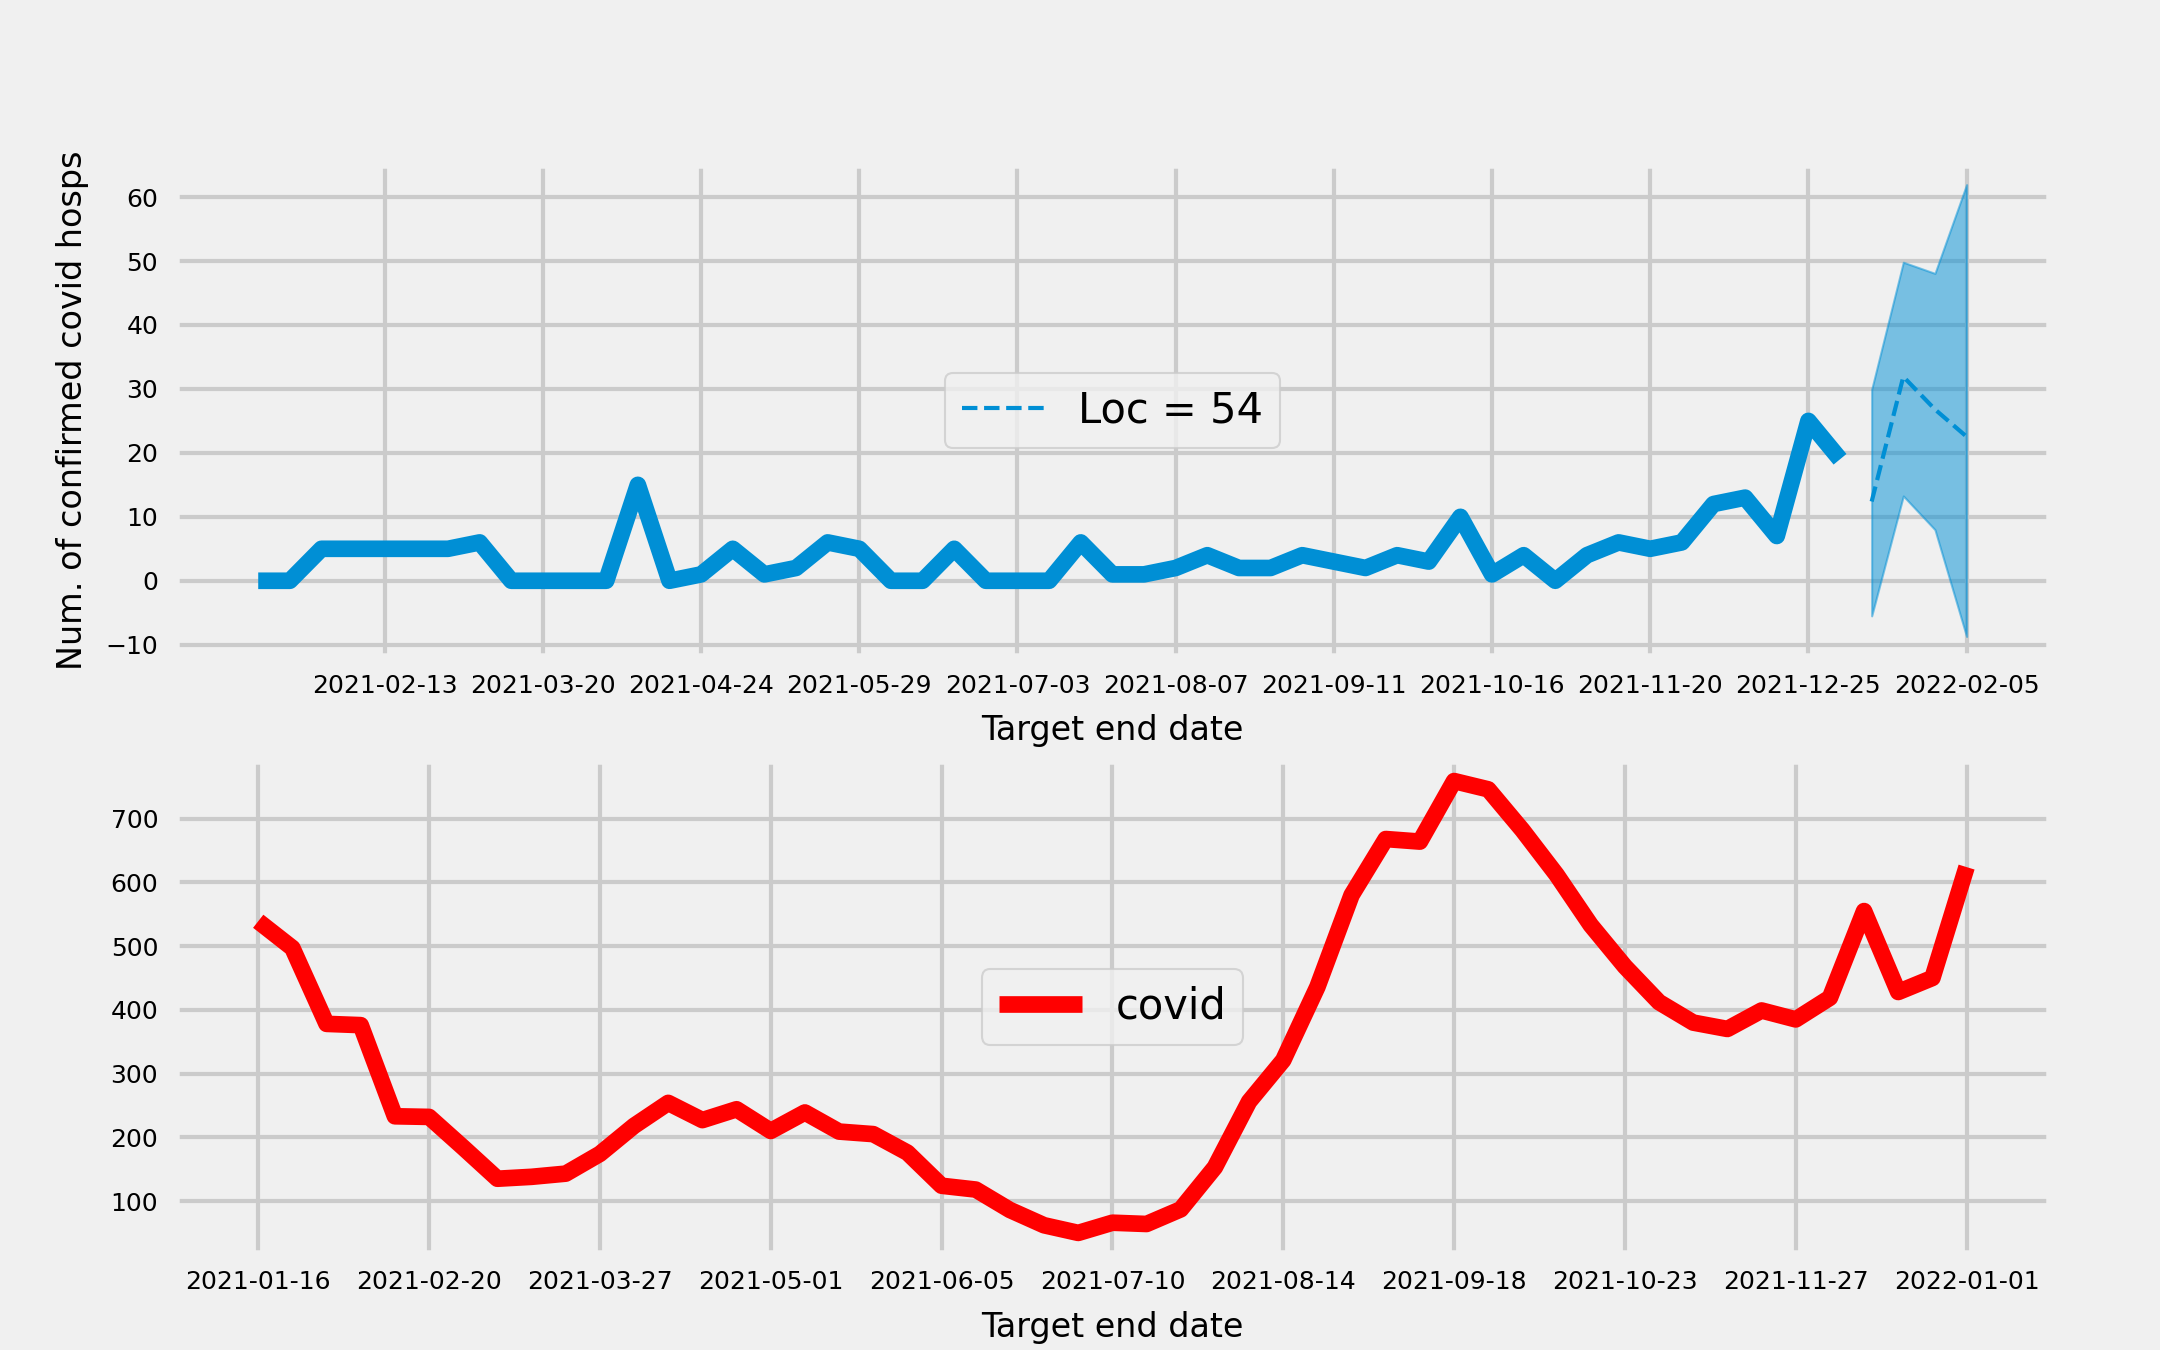 Num. of confirmed covid hosps
60
50
40
30
20
10
0
−10
Loc = 54
2021-02-13 2021-03-20 2021-04-24 2021-05-29 2021-07-03 2021-08-07 2021-09-11 2021-10-16 2021-11-20 2021-12-25 2022-02-05
Target end date
700
600
500
400
300
200
100
covid
2021-01-16 2021-02-20 2021-03-27 2021-05-01 2021-06-05 2021-07-10 2021-08-14 2021-09-18 2021-10-23 2021-11-27 2022-01-01
Target end date